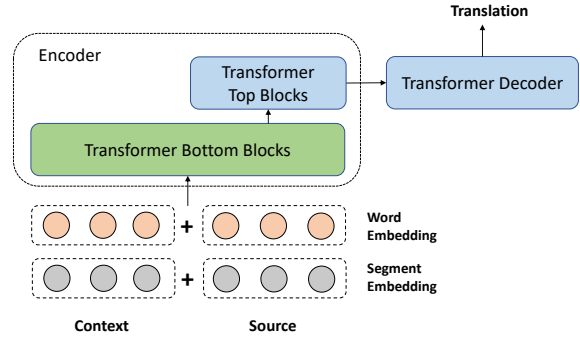 Translation
Encoder
Transformer
Top Blocks
Transformer Decoder
Transformer Bottom Blocks
+
Word
Embedding
+
Segment
Embedding
Context
Source